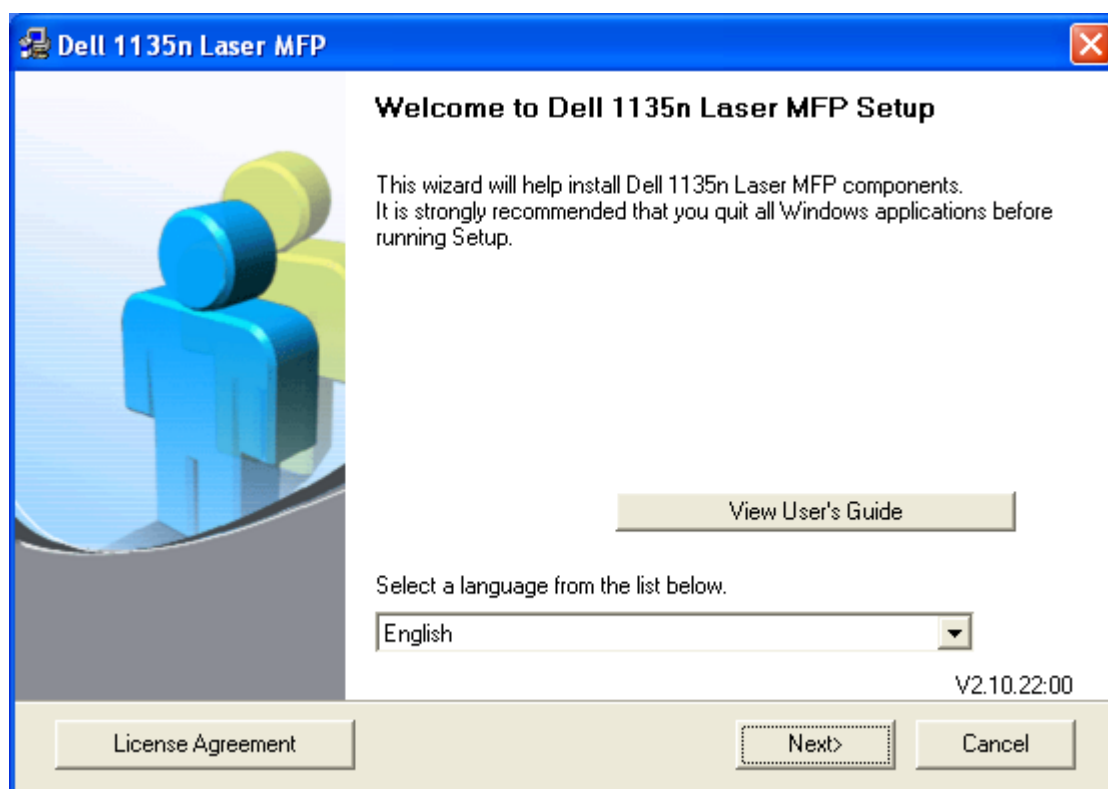 Dell 1135n Laser MFP
Welcome to Dell 1135n Laser MFP Setup
This wizard will help install Dell 1135n Laser MFP components.
It is strongly recommended that you quit all Windows applications before
running Setup.
View User's Guide
Select a language from the list below.
English
V2.10.22:00
License Agreement
Next>
Cancel